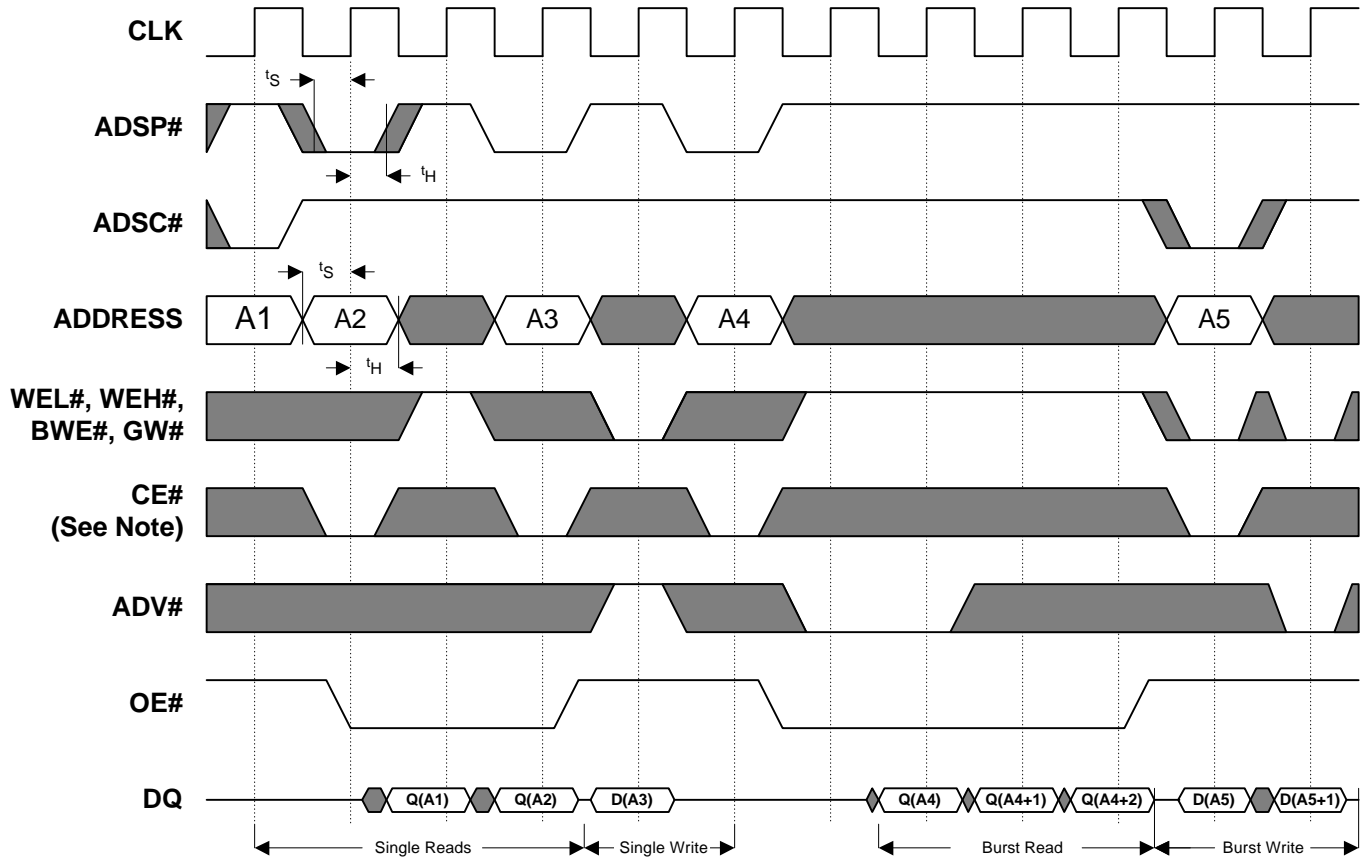 CLK
tS
ADSP#
tH
ADSC#
tS
ADDRESS
A1
A2
A3
A4
A5
tH
WEL#, WEH#,
BWE#, GW#
CE#
(See Note)
ADV#
OE#
DQ
Q(A1)
Q(A2)
D(A3)
Q(A4)
Q(A4+1)
Q(A4+2)
D(A5)
D(A5+1)
Single Reads
Single Write
Burst Read
Burst Write